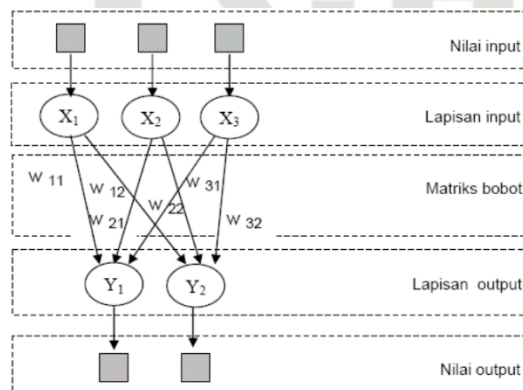 Nilai input
X1 X2 X3
Lapisan input
W 11
W 12
W 21
W 22
W 31
W 32
Matriks bobot
Y1 Y2
Lapisan output
Nilai output